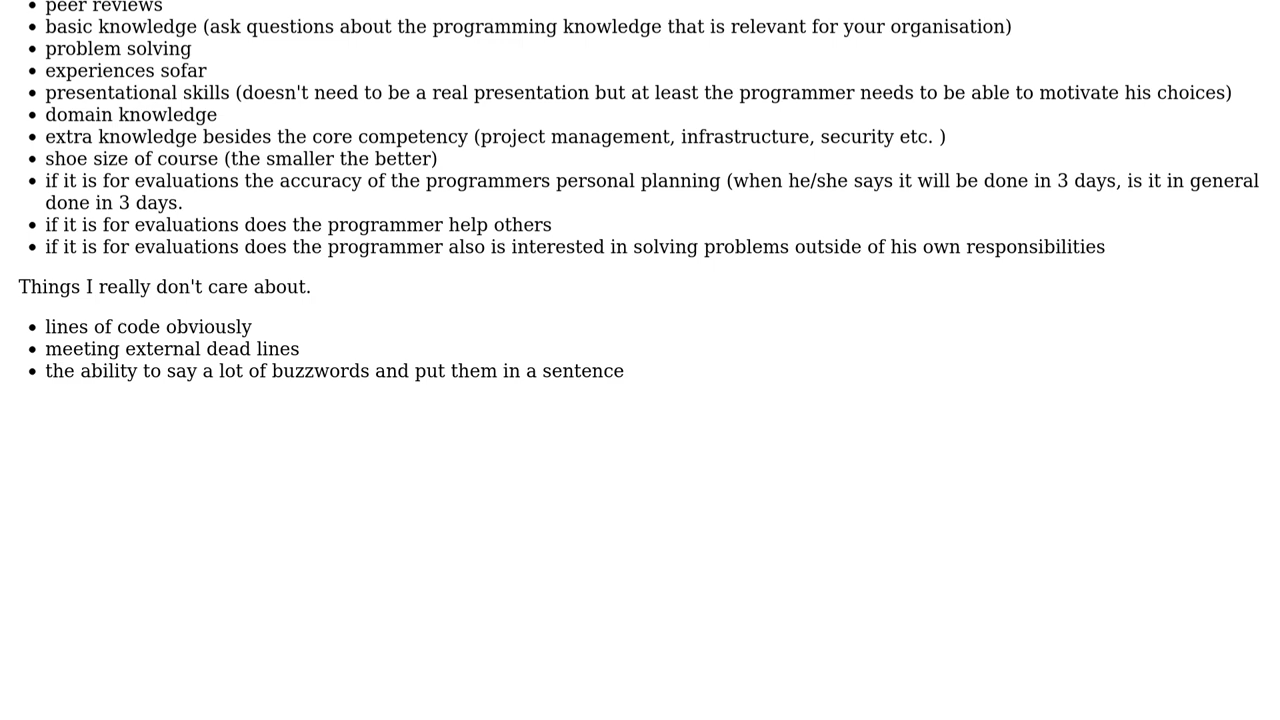 peer reviews
basic knowledge (ask questions about the programming knowledge that is relevant for your organisation)
problem solving
experiences sofar
presentational skills (doesn't need to be a real presentation but at least the programmer needs to be able to motivate his choices)
domain knowledge
extra knowledge besides the core competency (project management, infrastructure, security etc. )
shoe size of course (the smaller the better)
if it is for evaluations the accuracy of the programmers personal planning (when he/she says it will be done in 3 days, is it in general
done in 3 days.
if it is for evaluations does the programmer help others
if it is for evaluations does the programmer also is interested in solving problems outside of his own responsibilities
Things I really don't care about.
lines of code obviously
meeting external dead lines
the ability to say a lot of buzzwords and put them in a sentence